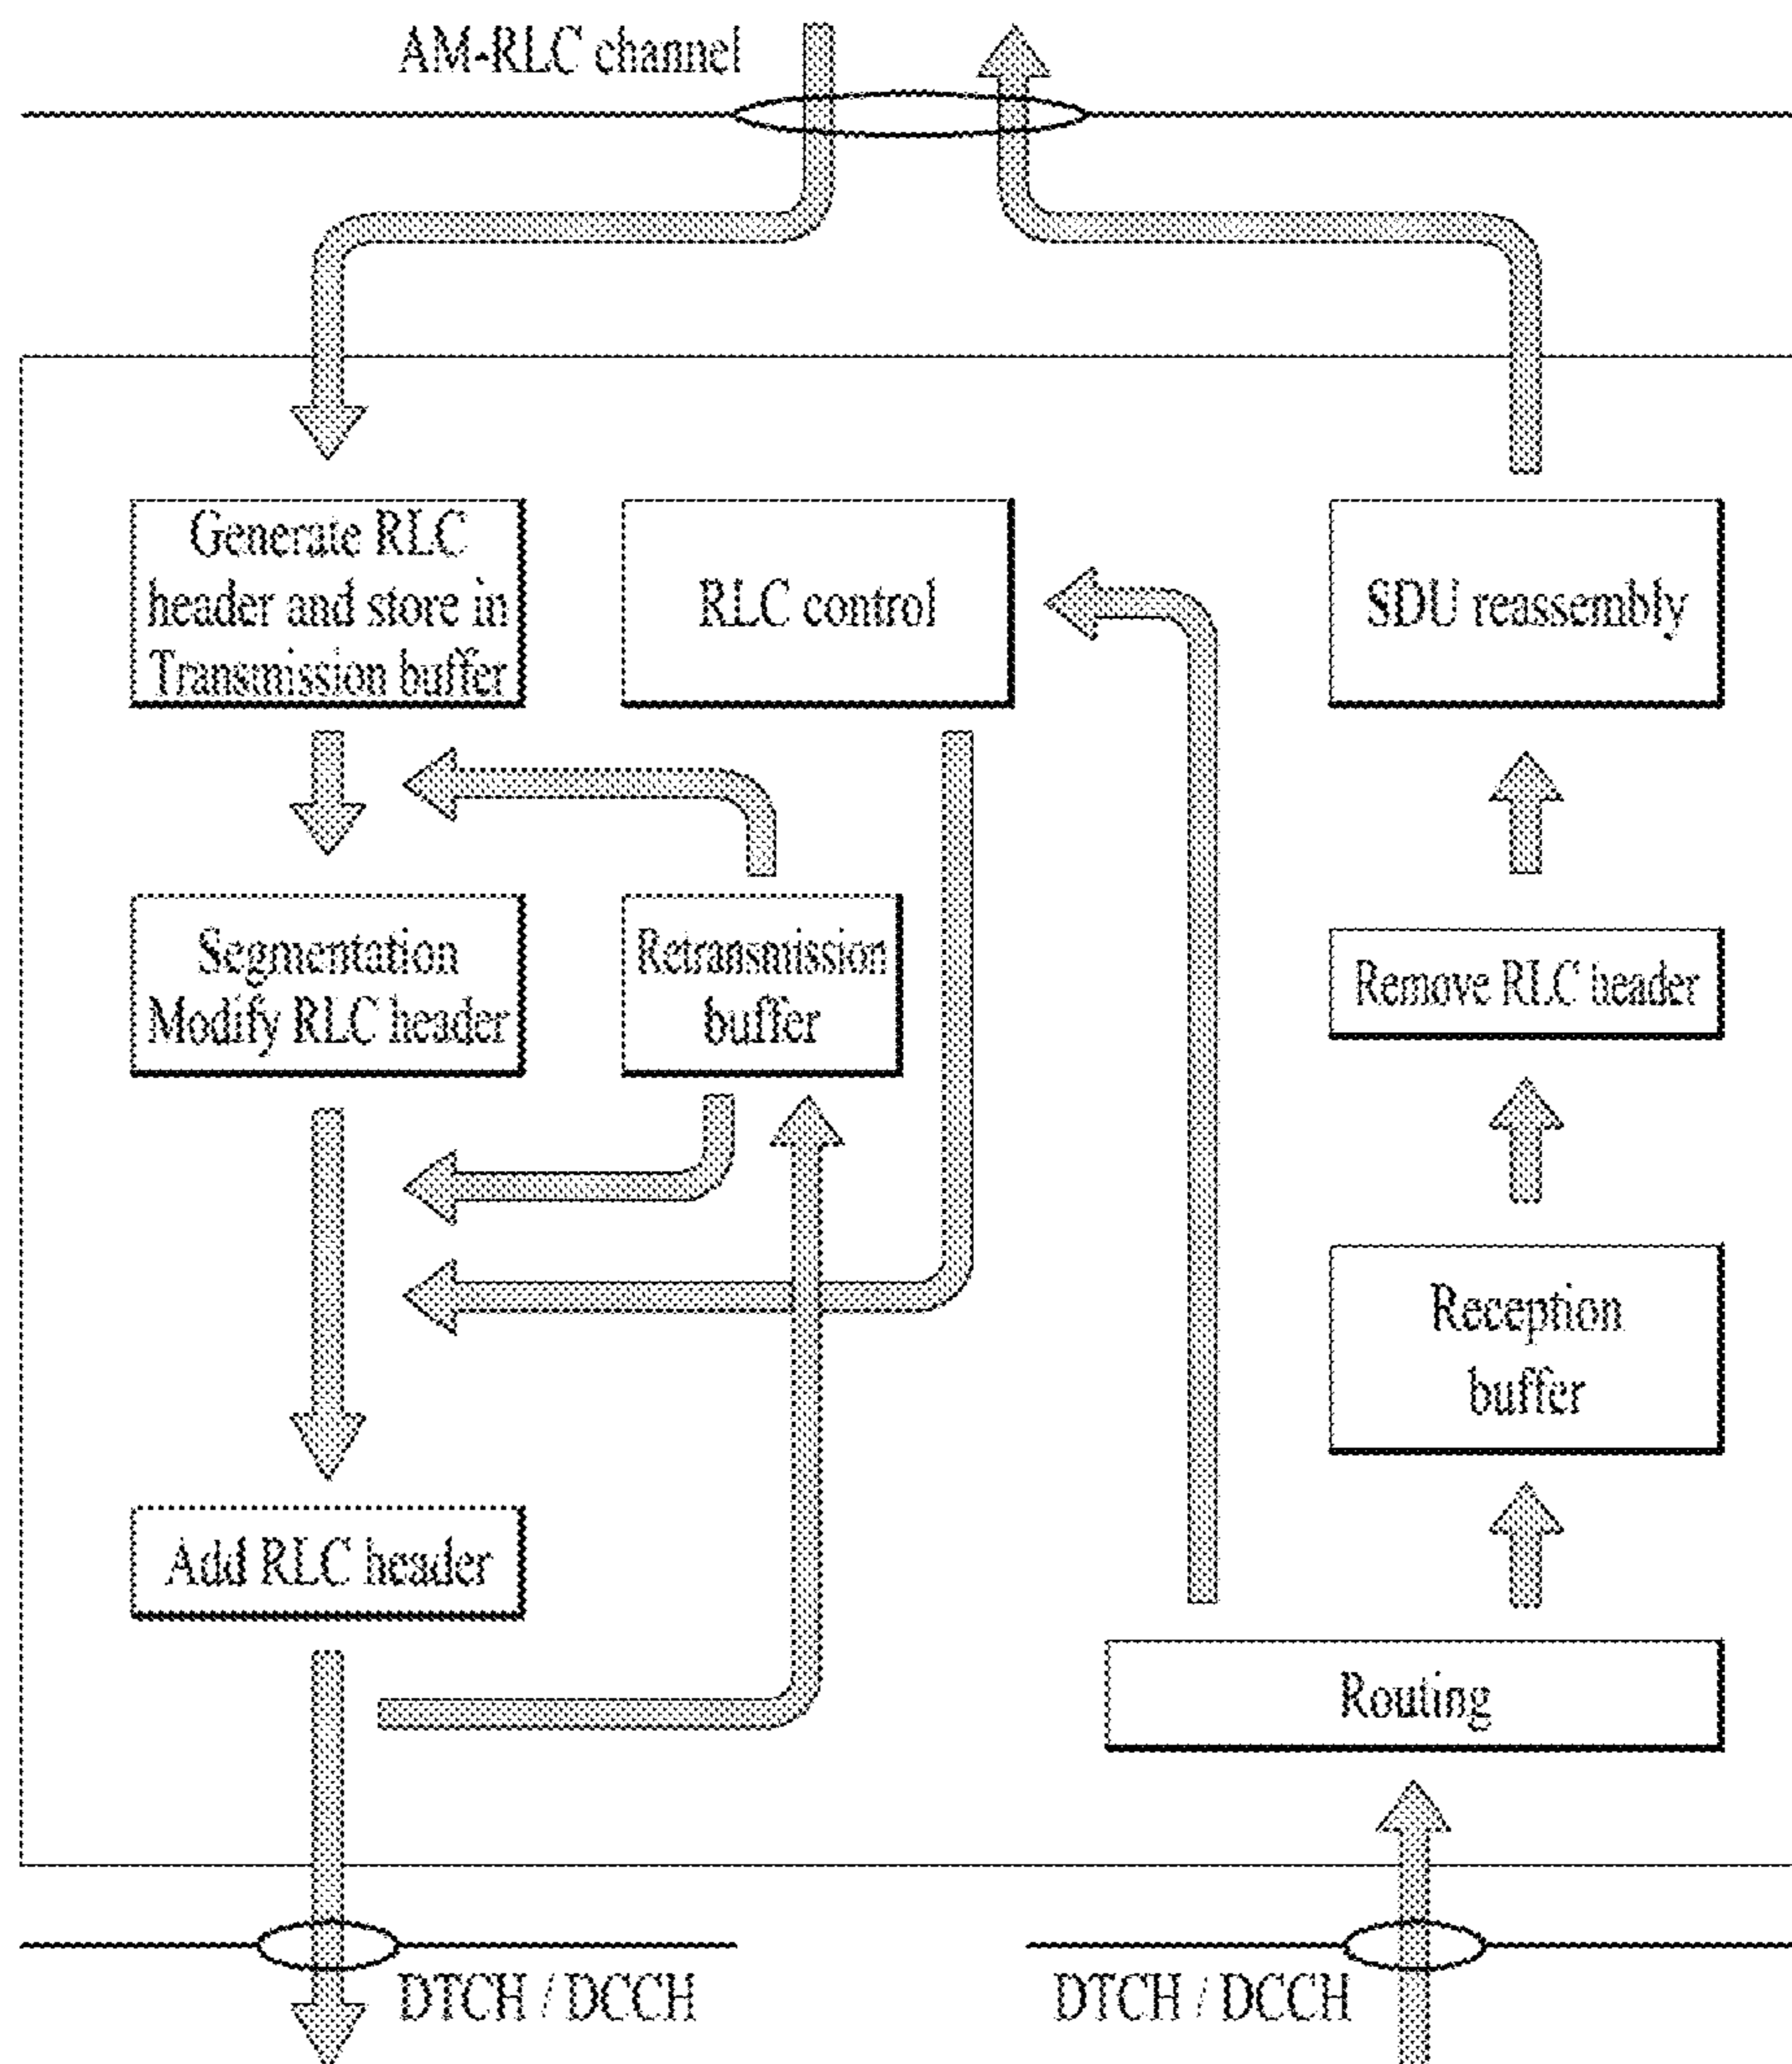 AM-RLC channel
Generate RLC
header and store in
Transmission buffer
RLC control
SDU reassembly
Segmentation
Modify RLC header
Retransmission
buffer
Remove RLC header
Reception
buffer
Add RLC header
Routing
DTCH / DCCH
DTCH / DCCH